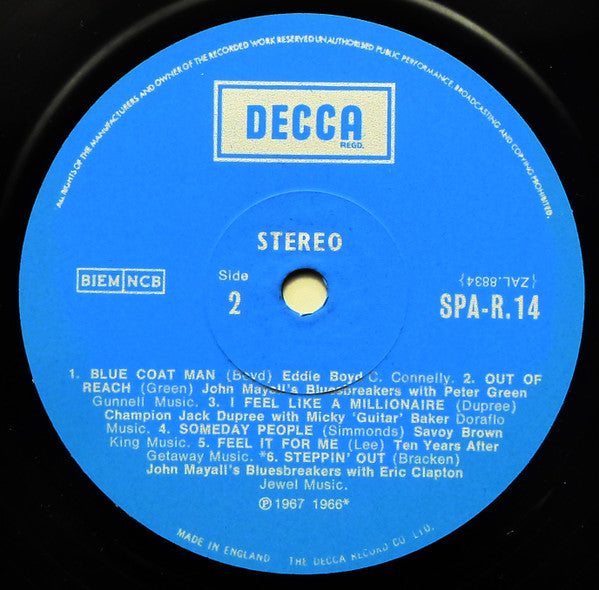 ALL RIGHTS OF THE MANUFACTURERS AND OWNER OF THE RECORDED WORK RESERVED UNAUTHORISED PUBLIC PERFORMANCE, BROADCASTING AND COPYING PROHIBITED
DECCA
REGD.
STEREO
Side
2
BIEM NCB
{ZAL.8834}
SPA-R.14
1. BLUE COAT MAN (Boyd) Eddie Boyd C. Connelly. 2. OUT OF
REACH (Green) John Mayall's Bluesbreakers with Peter Green
Gunnell Music. 3. I FEEL LIKE A MILLIONAIRE (Dupree)
Champion Jack Dupree with Micky 'Guitar' Baker Doraflo
Music. 4. SOMEDAY PEOPLE (Simmonds) Savoy Brown
King Music. 5. FEEL IT FOR ME (Lee) Ten Years After
Getaway Music. *6. STEPPIN' OUT (Bracken)
John Mayall's Bluesbreakers with Eric Clapton
Jewel Music.
℗ 1967 1966*
MADE IN ENGLAND THE DECCA RECORD CO. LTD.